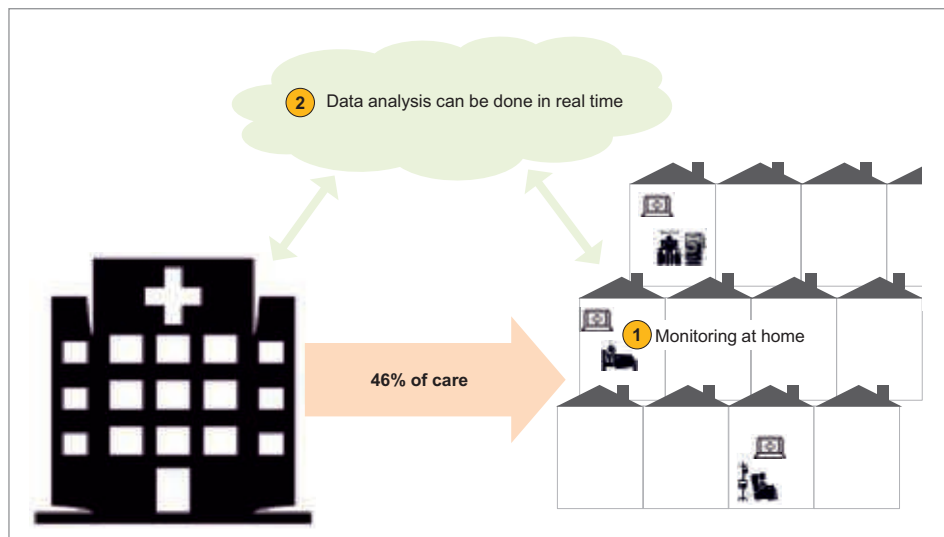 2 Data analysis can be done in real time
1 Monitoring at home
46% of care